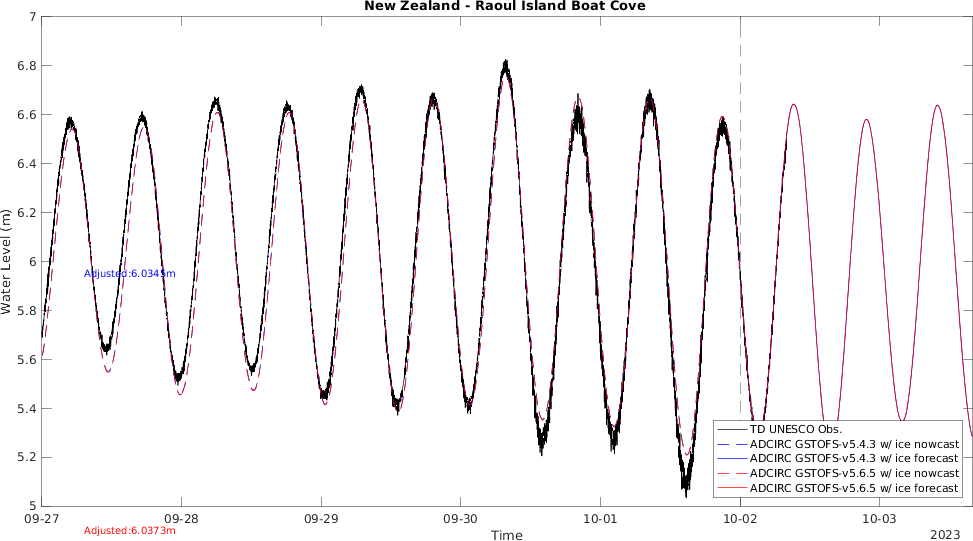 New Zealand - Raoul Island Boat Cove
7
6.8
6.6
6.4
6.2
6
5.8
5.6
5.4
5.2
5
Water Level (m)
Adjusted:6.0345m
TD UNESCO Obs.
ADCIRC GSTOFS-v5.4.3 w/ ice nowcast
ADCIRC GSTOFS-v5.4.3 w/ ice forecast
ADCIRC GSTOFS-v5.6.5 w/ ice nowcast
ADCIRC GSTOFS-v5.6.5 w/ ice forecast
09-27 09-28 09-29 09-30 10-01 10-02 10-03
Adjusted:6.0373m
Time
2023